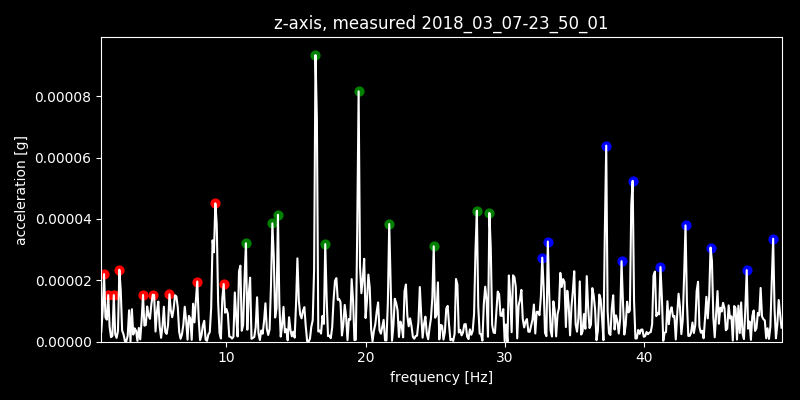 z-axis, measured 2018_03_07-23_50_01
acceleration [g]
0.00008
0.00006
0.00004
0.00002
0.00000
10 20 30 40
frequency [Hz]